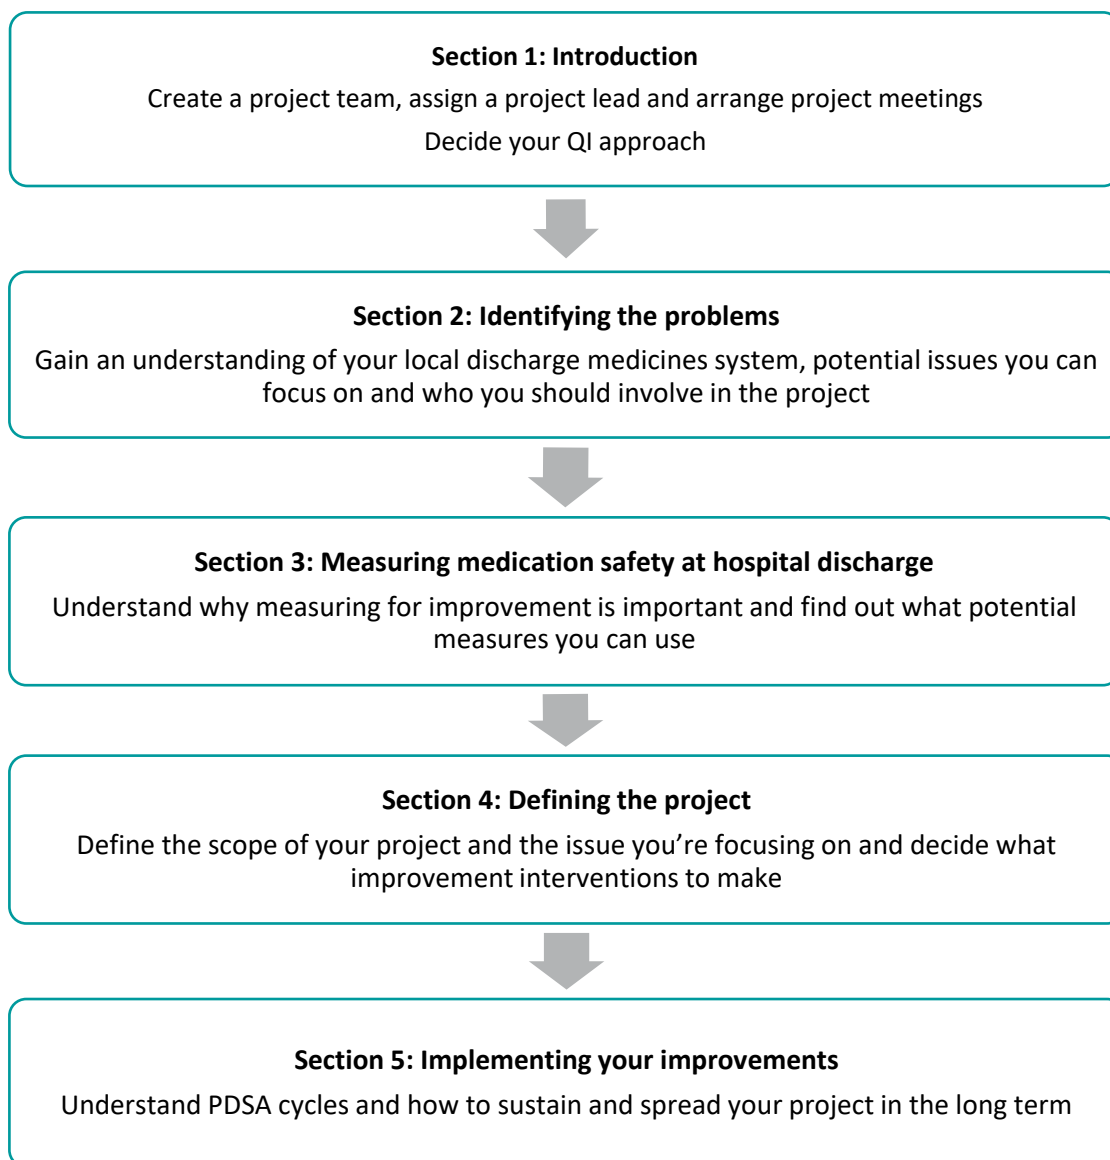 Section 1: Introduction
Create a project team, assign a project lead and arrange project meetings
Decide your QI approach
Section 2: Identifying the problems
Gain an understanding of your local discharge medicines system, potential issues you can
focus on and who you should involve in the project
Section 3: Measuring medication safety at hospital discharge
Understand why measuring for improvement is important and find out what potential
measures you can use
Section 4: Defining the project
Define the scope of your project and the issue you’re focusing on and decide what
improvement interventions to make
Section 5: Implementing your improvements
Understand PDSA cycles and how to sustain and spread your project in the long term